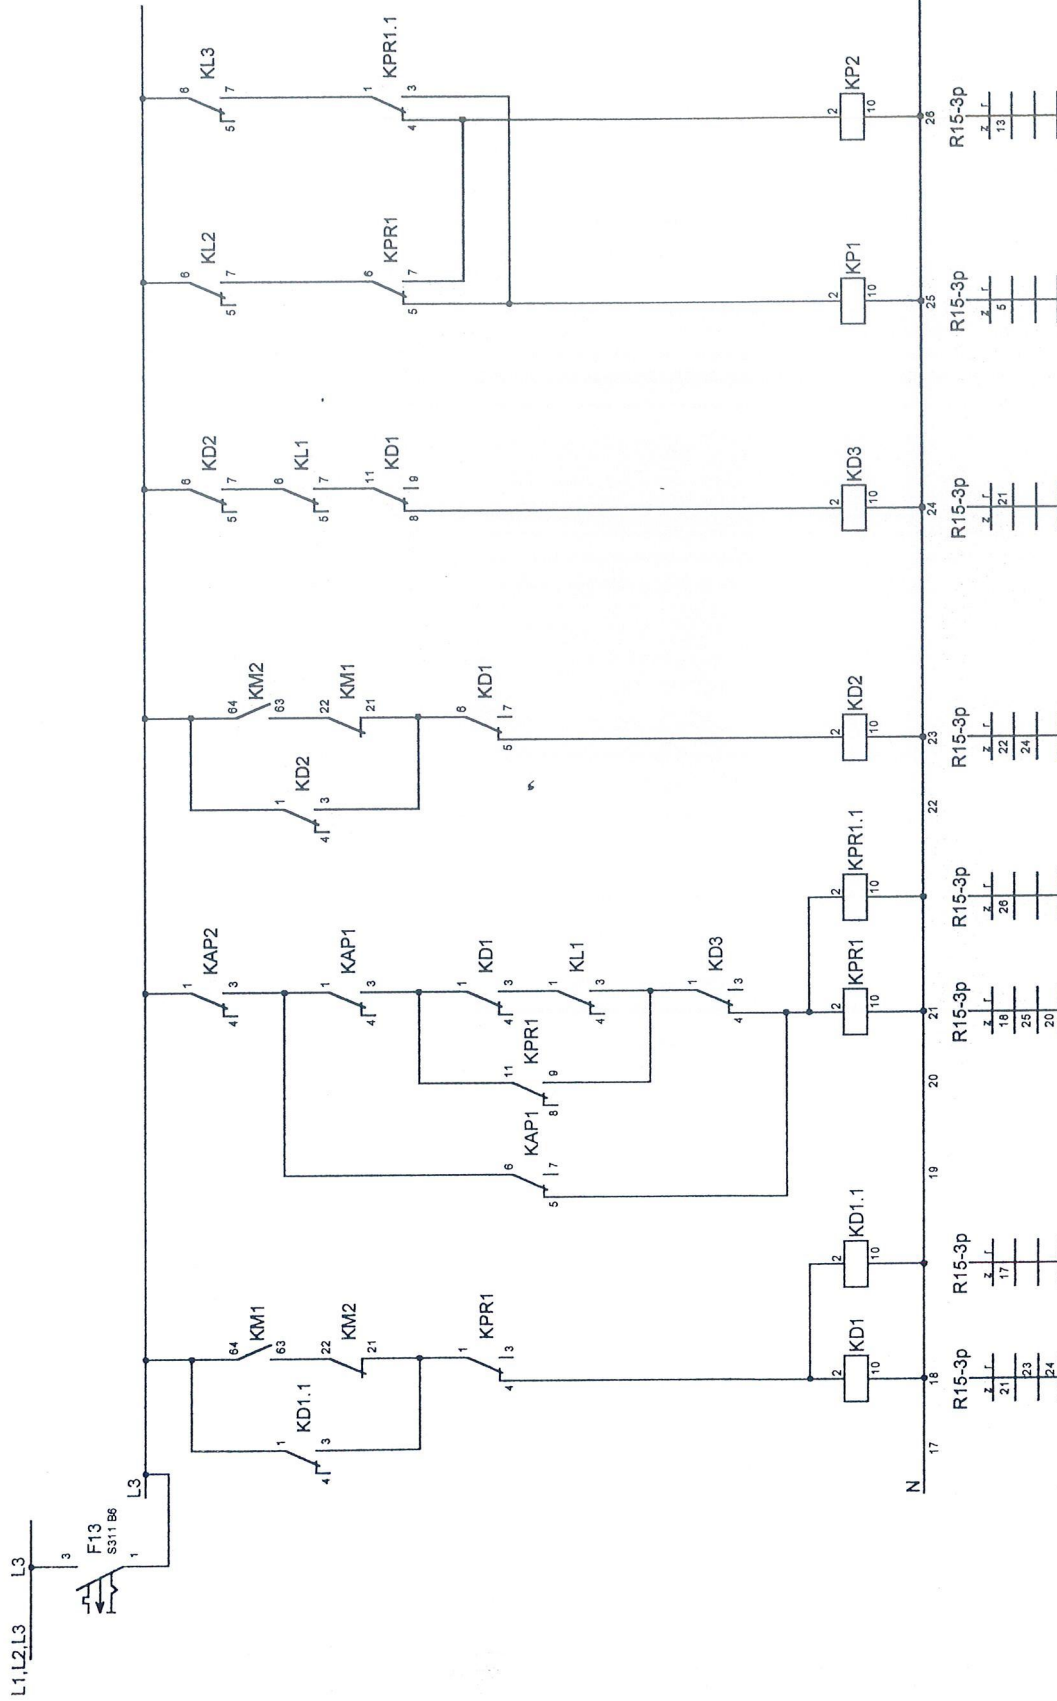 L1,L2,L3
L3
3
F13
S311 B6
1
L3
KD1.1
1
3
4
64
KM1
63
22
KM2
21
1
KPR1
3
4
2
KD1
10
2
KD1.1
10
1
KAP2
3
4
1
KAP1
3
4
1
KD1
3
4
1
KL1
3
4
11
KPR1
9
8
6
KAP1
7
5
1
KD3
3
4
2
KPR1
10
2
KPR1.1
10
1
KD2
3
4
64
KM2
63
22
KM1
21
6
KD1
7
5
2
KD2
10
6
KD2
7
5
6
KL1
7
5
11
KD1
9
8
2
KD3
10
6
KL2
7
5
6
KPR1
7
5
2
KP1
10
6
KL3
7
5
1
KPR1.1
3
4
2
KP2
10
N
17
18
19
20
21
22
23
24
25
26
R15-3p
z r
21
23
24
R15-3p
z r
17
R15-3p
z r
18
25
20
R15-3p
z r
26
R15-3p
z r
22
24
R15-3p
z r
21
R15-3p
z r
5
R15-3p
z r
13